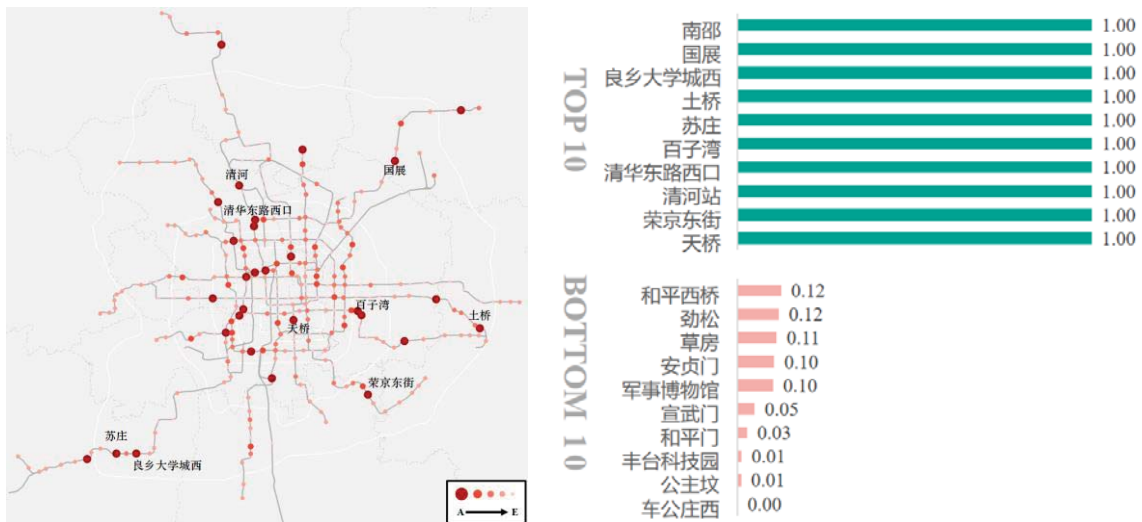 清河
国展
清华东路西口
百子湾
土桥
天桥
荣京东街
苏庄
良乡大学城西
A
E
TOP 10
南邵 1.00
国展 1.00
良乡大学城西 1.00
土桥 1.00
苏庄 1.00
百子湾 1.00
清华东路西口 1.00
清河站 1.00
荣京东街 1.00
天桥 1.00
BOTTOM 10
和平西桥 0.12
劲松 0.12
草房 0.11
安贞门 0.10
军事博物馆 0.10
宣武门 0.05
和平门 0.03
丰台科技园 0.01
公主坟 0.01
车公庄西 0.00